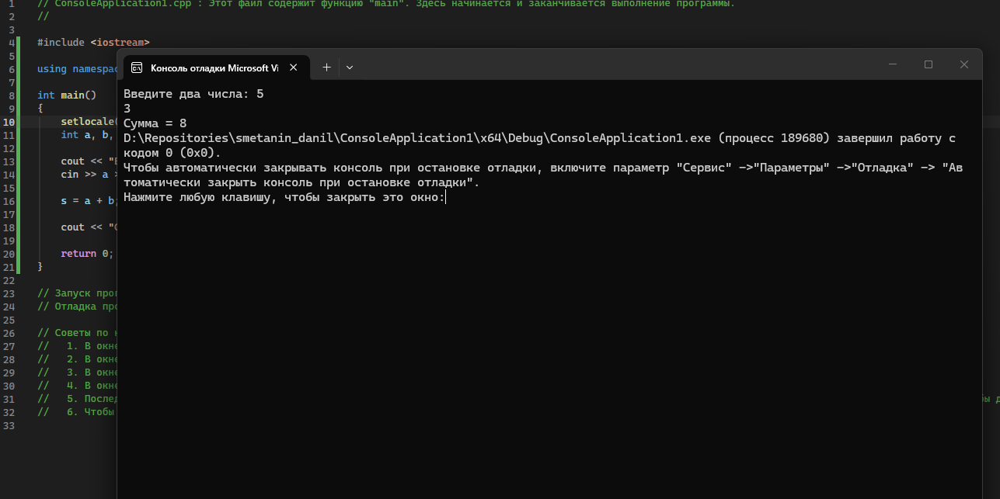 1 // ConsoleApplication1.cpp : Этот файл содержит функцию "main". Здесь начинается и заканчивается выполнение программы.
2 //
3
4 #include <iostream>
5
6 using namespac
7
8 int main()
9 {
10 setlocale(
11 int a, b,
12
13 cout << "
14 cin >> a >
15
16 s = a + b;
17
18 cout << "
19
20 return 0;
21 }
22
23 // Запуск прог
24 // Отладка про
25
26 // Советы по
27 // 1. В окне
28 // 2. В окне
29 // 3. В окне
30 // 4. В окне
31 // 5. Послед
32 // 6. Чтобы
33
Консоль отладки Microsoft Vi
Введите два числа: 5
3
Сумма = 8
D:\Repositories\smetanin_danil\ConsoleApplication1\x64\Debug\ConsoleApplication1.exe (процесс 189680) завершил работу с
кодом 0 (0x0).
Чтобы автоматически закрывать консоль при остановке отладки, включите параметр "Сервис" ->"Параметры" ->"Отладка" -> "Ав
томатически закрыть консоль при остановке отладки".
Нажмите любую клавишу, чтобы закрыть это окно: